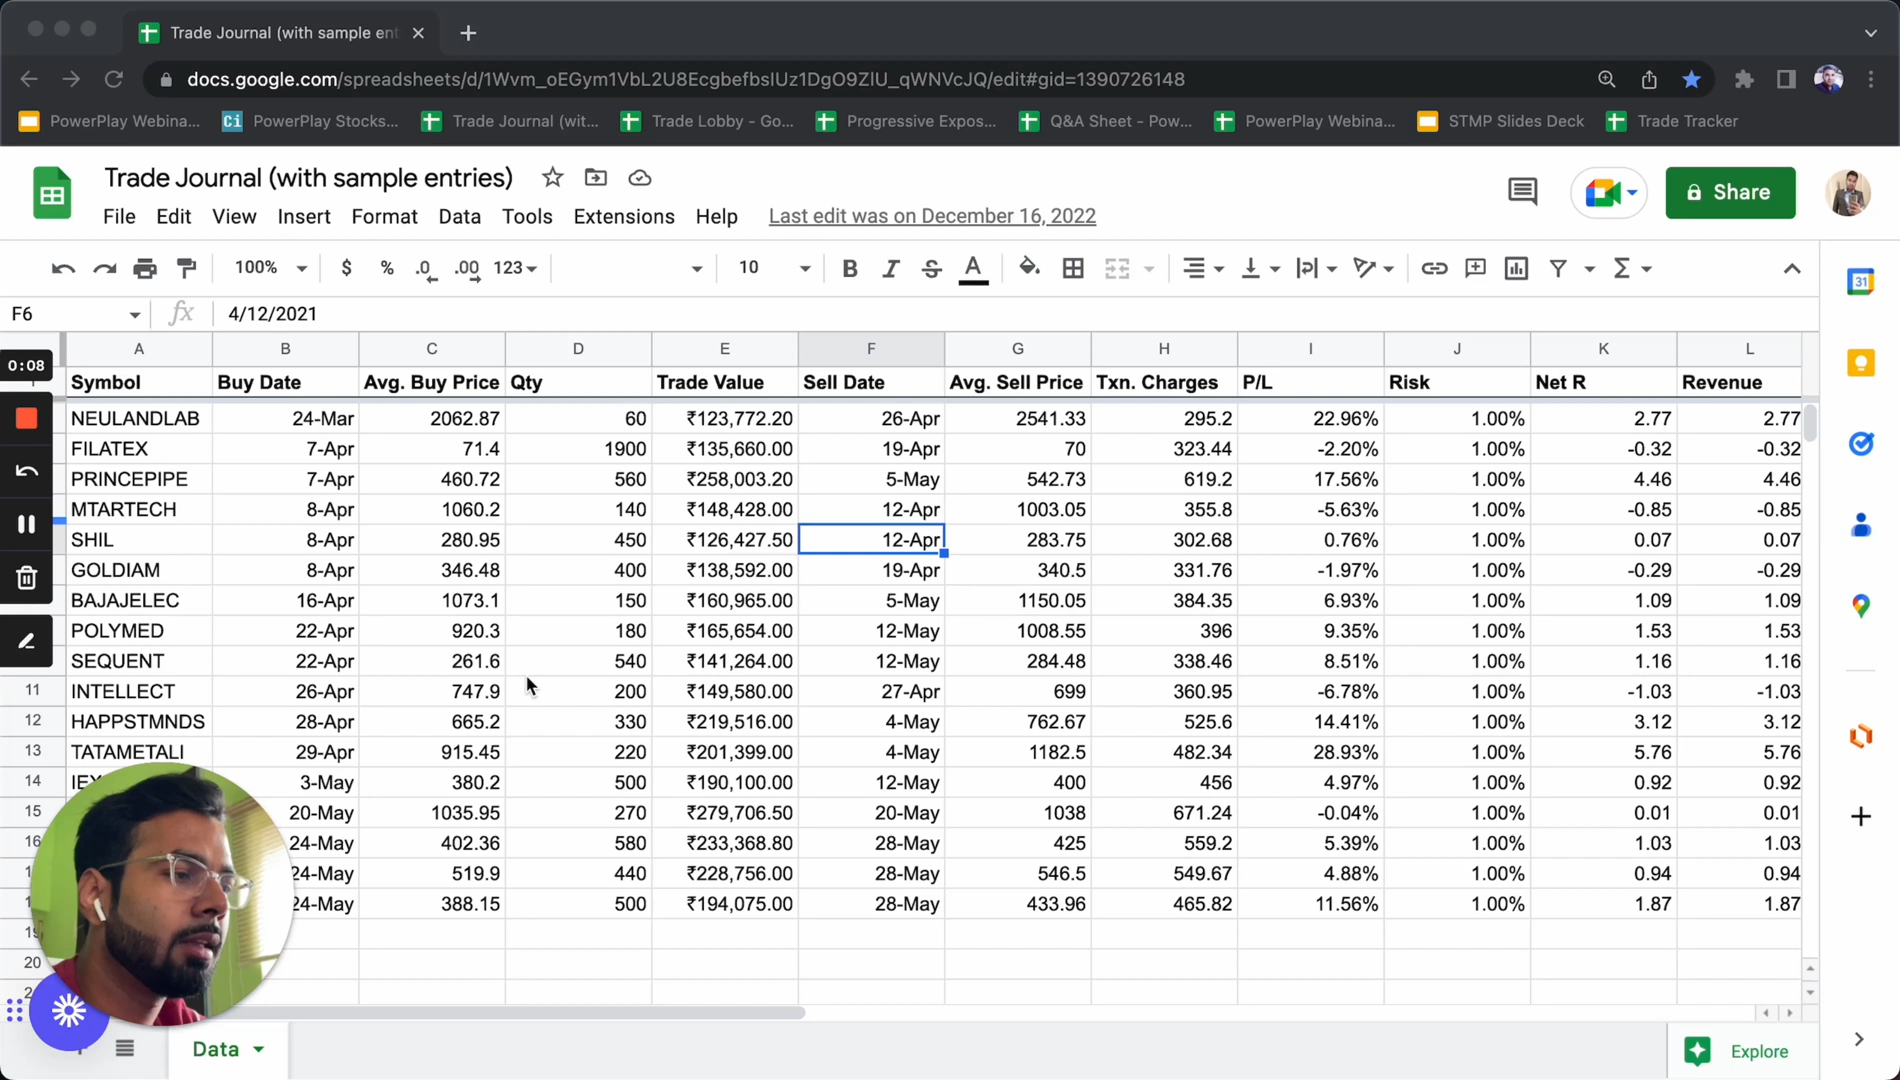 Trade Journal (with sample ent
docs.google.com/spreadsheets/d/1Wvm_oEGym1VbL2U8EcgbefbsIUz1DgO9ZlU_qWNVcJQ/edit#gid=1390726148
PowerPlay Webina... Ci PowerPlay Stocks... Trade Journal (wit... Trade Lobby - Go... Progressive Expos... Q&A Sheet - Pow... PowerPlay Webina... STMP Slides Deck Trade Tracker
Trade Journal (with sample entries)
Share
File Edit View Insert Format Data Tools Extensions Help Last edit was on December 16, 2022
100% $ % .0 .00 123 10 B I S A Σ
31
F6 fx 4/12/2021
A B C D E F G H I J K L
0:08
Symbol Buy Date Avg. Buy Price Qty Trade Value Sell Date Avg. Sell Price Txn. Charges P/L Risk Net R Revenue
NEULANDLAB 24-Mar 2062.87 60 ₹123,772.20 26-Apr 2541.33 295.2 22.96% 1.00% 2.77 2.77
FILATEX 7-Apr 71.4 1900 ₹135,660.00 19-Apr 70 323.44 -2.20% 1.00% -0.32 -0.32
PRINCEPIPE 7-Apr 460.72 560 ₹258,003.20 5-May 542.73 619.2 17.56% 1.00% 4.46 4.46
MTARTECH 8-Apr 1060.2 140 ₹148,428.00 12-Apr 1003.05 355.8 -5.63% 1.00% -0.85 -0.85
SHIL 8-Apr 280.95 450 ₹126,427.50 12-Apr 283.75 302.68 0.76% 1.00% 0.07 0.07
GOLDIAM 8-Apr 346.48 400 ₹138,592.00 19-Apr 340.5 331.76 -1.97% 1.00% -0.29 -0.29
BAJAJELEC 16-Apr 1073.1 150 ₹160,965.00 5-May 1150.05 384.35 6.93% 1.00% 1.09 1.09
POLYMED 22-Apr 920.3 180 ₹165,654.00 12-May 1008.55 396 9.35% 1.00% 1.53 1.53
SEQUENT 22-Apr 261.6 540 ₹141,264.00 12-May 284.48 338.46 8.51% 1.00% 1.16 1.16
11 INTELLECT 26-Apr 747.9 200 ₹149,580.00 27-Apr 699 360.95 -6.78% 1.00% -1.03 -1.03
12 HAPPSTMNDS 28-Apr 665.2 330 ₹219,516.00 4-May 762.67 525.6 14.41% 1.00% 3.12 3.12
13 TATAMETALI 29-Apr 915.45 220 ₹201,399.00 4-May 1182.5 482.34 28.93% 1.00% 5.76 5.76
14 IEX 3-May 380.2 500 ₹190,100.00 12-May 400 456 4.97% 1.00% 0.92 0.92
15 20-May 1035.95 270 ₹279,706.50 20-May 1038 671.24 -0.04% 1.00% 0.01 0.01
16 24-May 402.36 580 ₹233,368.80 28-May 425 559.2 5.39% 1.00% 1.03 1.03
24-May 519.9 440 ₹228,756.00 28-May 546.5 549.67 4.88% 1.00% 0.94 0.94
24-May 388.15 500 ₹194,075.00 28-May 433.96 465.82 11.56% 1.00% 1.87 1.87
19
20
Data
Explore